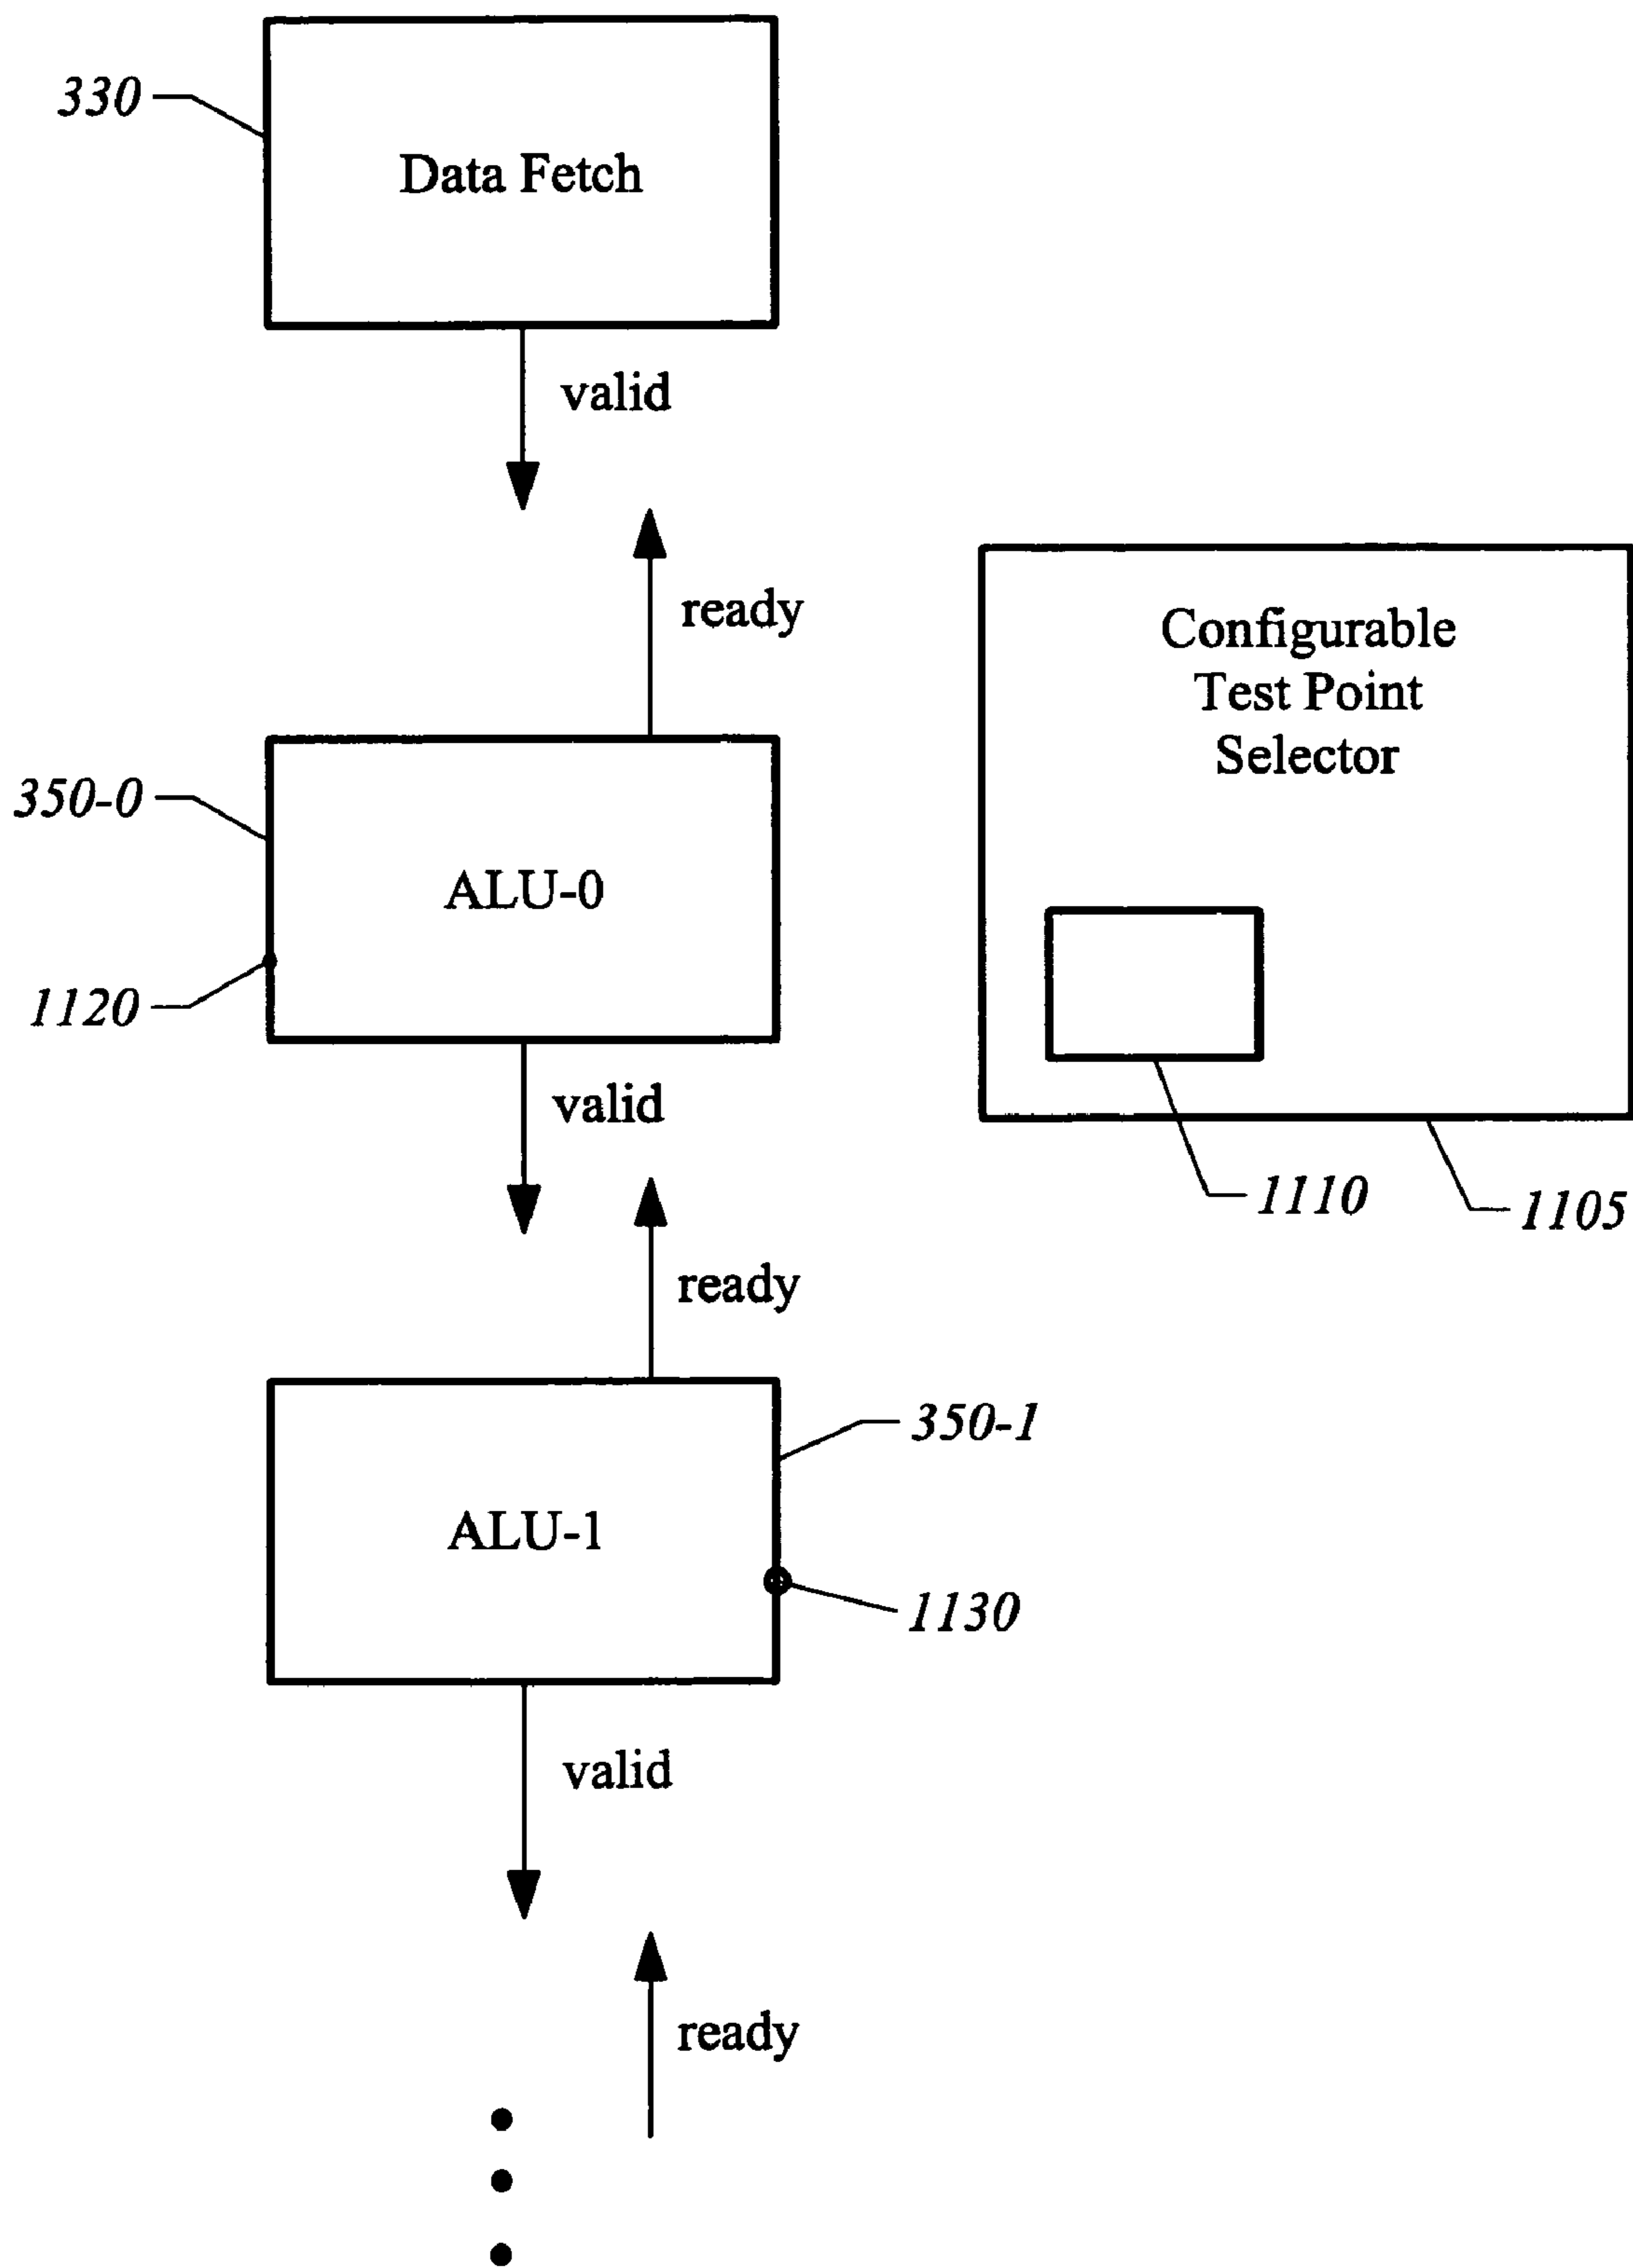 330
Data Fetch
valid
ready
Configurable
Test Point
Selector
350-0
ALU-0
1120
valid
1110
1105
ready
350-1
ALU-1
1130
valid
ready